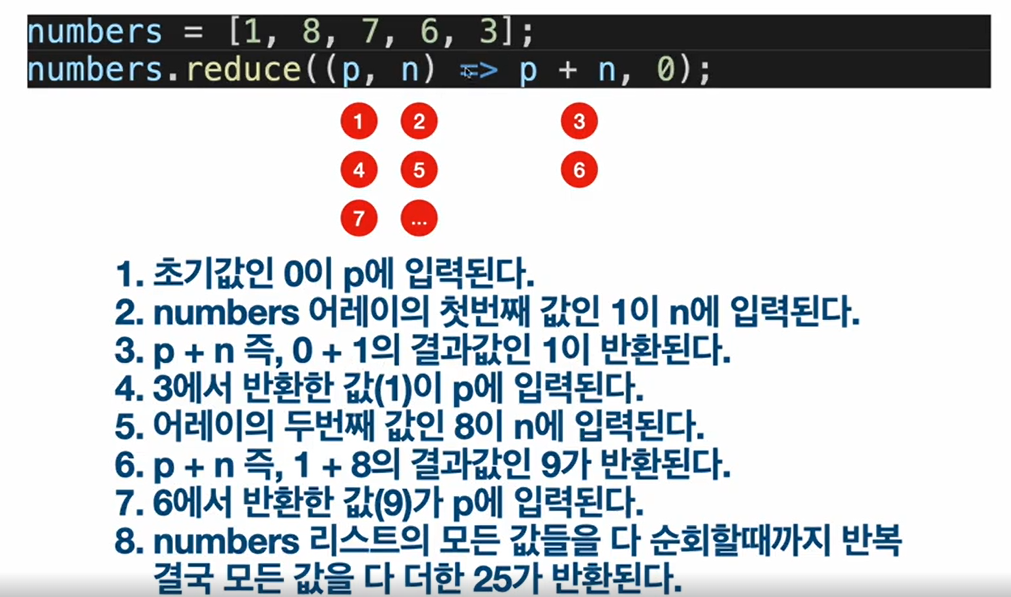 numbers = [1, 8, 7, 6, 3];
numbers.reduce((p, n) => p + n, 0);
1 2 3
4 5 6
7 ...
1. 초기값인 0이 p에 입력된다.
2. numbers 어레이의 첫번째 값인 1이 n에 입력된다.
3. p + n 즉, 0 + 1의 결과값인 1이 반환된다.
4. 3에서 반환한 값(1)이 p에 입력된다.
5. 어레이의 두번째 값인 8이 n에 입력된다.
6. p + n 즉, 1 + 8의 결과값인 9가 반환된다.
7. 6에서 반환한 값(9)가 p에 입력된다.
8. numbers 리스트의 모든 값들을 다 순회할때까지 반복
결국 모든 값을 다 더한 25가 반환된다.